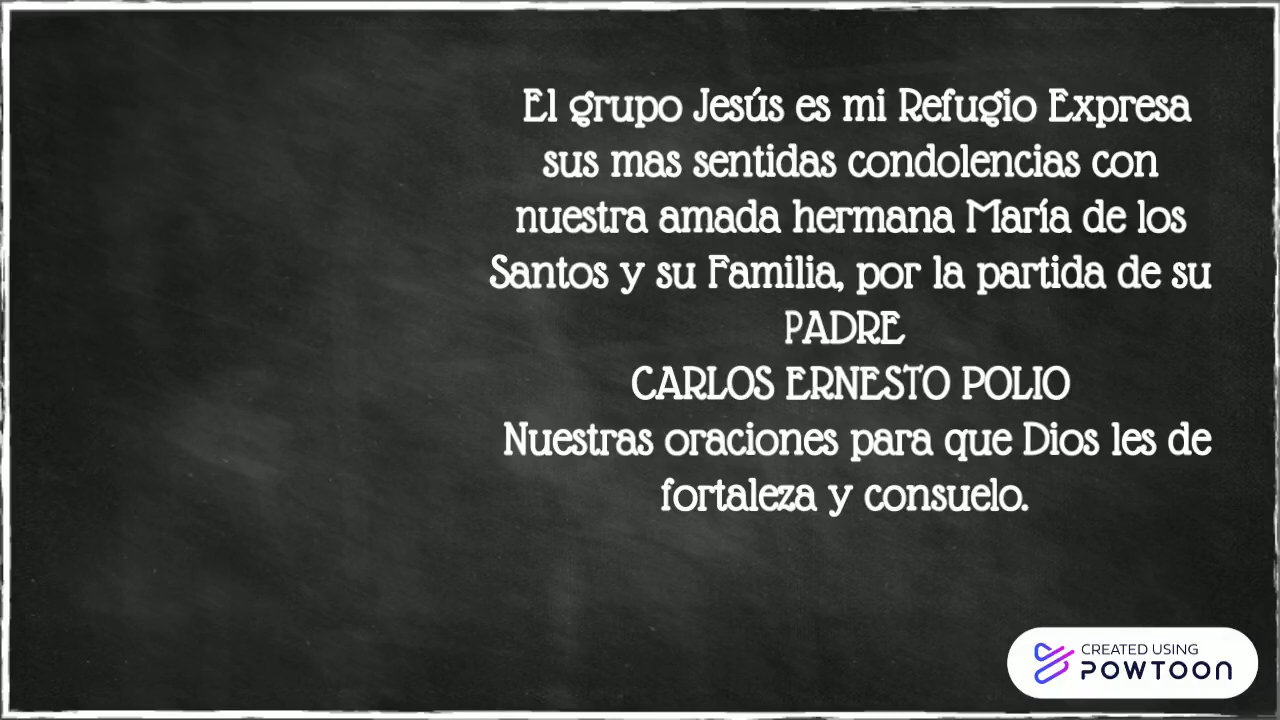 El grupo Jesús es mi Refugio Expresa
sus mas sentidas condolencias con
nuestra amada hermana María de los
Santos y su Familia, por la partida de su
PADRE
CARLOS ERNESTO POLIO
Nuestras oraciones para que Dios les de
fortaleza y consuelo.
CREATED USING
POWTOON